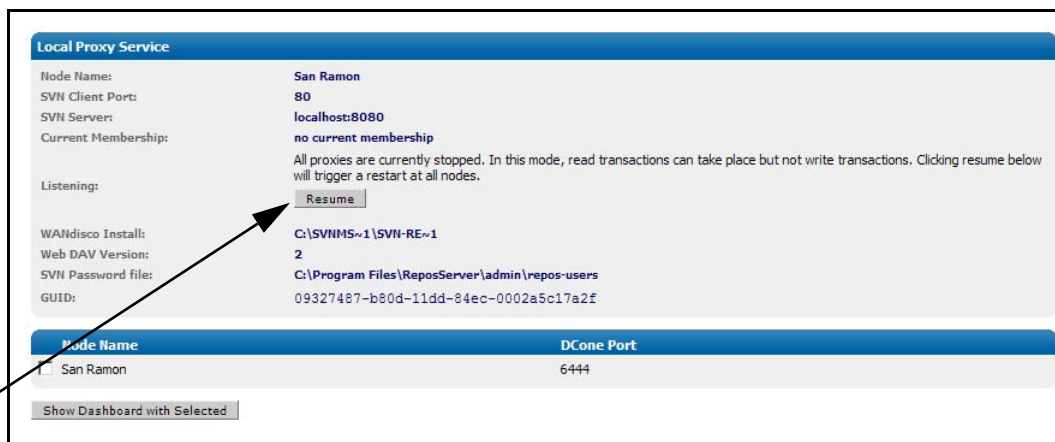 Local Proxy Service
Node Name: San Ramon
SVN Client Port: 80
SVN Server: localhost:8080
Current Membership: no current membership
All proxies are currently stopped. In this mode, read transactions can take place but not write transactions. Clicking resume below
will trigger a restart at all nodes.
Listening:
Resume
WANdisco Install: C:\SVNMS~1\SVN-RE~1
Web DAV Version: 2
SVN Password file: C:\Program Files\ReposServer\admin\repos-users
GUID: 09327487-b80d-11dd-84ec-0002a5c17a2f
Node Name DCone Port
San Ramon 6444
Show Dashboard with Selected